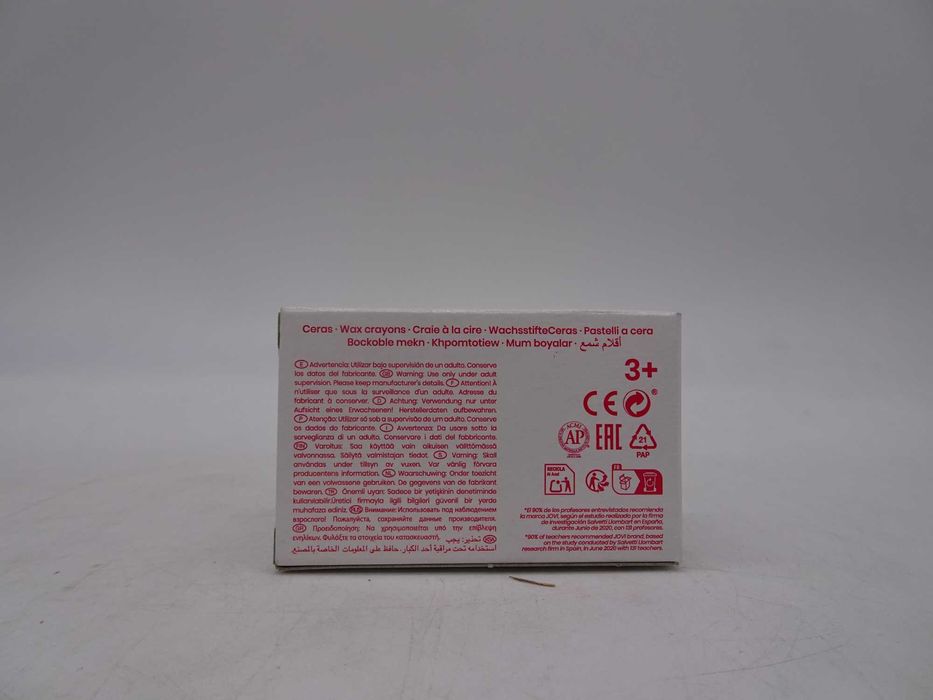 Ceras · Wax crayons · Craie à la cire · WachsstifteCeras · Pastelli a cera
Bockoble mekn · Khpomtotiew · Mum boyalar · أقلام شمع
E Advertencia: Utilizar bajo supervisión de un adulto. Conserve
los datos del fabricante. GB Warning: Use only under adult
supervision. Please keep manufacturer's details. F Attention! À
n'utiliser que sous la surveillance d'un adulte. Adresse du
fabricant à conserver. D Achtung: Verwendung nur unter
Aufsicht eines Erwachsenen! Herstellerdaten aufbewahren.
P Atenção: Utilizar só sob a supervisão de um adulto. Conserve
os dados do fabricante. I Avvertenza: Da usare sotto la
sorveglianza di un adulto. Conservare i dati del fabbricante.
FIN Varoitus: Saa käyttää vain aikuisen välittömässä
valvonnassa. Säilytä valmistajan tiedot. S Varning: Skall
användas under tillsyn av vuxen. Var vänlig förvara
producentens information. NL Waarschuwing: Onder toezicht
van een volwassene gebruiken. De gegevens van de fabrikant
bewaren. TR Önemli uyarı: Sadece bir yetişkinin denetiminde
kullanılabilir.Üretici firmayla ilgili bilgileri güvenli bir yerde
muhafaza ediniz. RUS Внимание: Использовать под наблюдением
взрослого! Пожалуйста, сохраняйте данные производителя.
GR Προειδοποίηση: Να χρησιμοποιείται υπό την επίβλεψη
ενηλίκων. Φυλάξτε τα στοιχεία του κατασκευαστή. تحذير: يجب
استخدامه تحت مراقبة أحد الكبار. حافظ على المعلومات الخاصة بالمصنع
3+
CE ®
ACMI
AP EAC 21
PAP
RECICLA
*El 90% de los profesores entrevistados recomienda
la marca JOVI, según el estudio realizado por la firma
de investigación Salvetti Llombart en España,
durante Junio de 2020, con 131 profesores.
*90% of teachers recommended JOVI brand, based
on the study conducted by Salvetti Llombart
research firm in Spain, in June 2020 with 131 teachers.